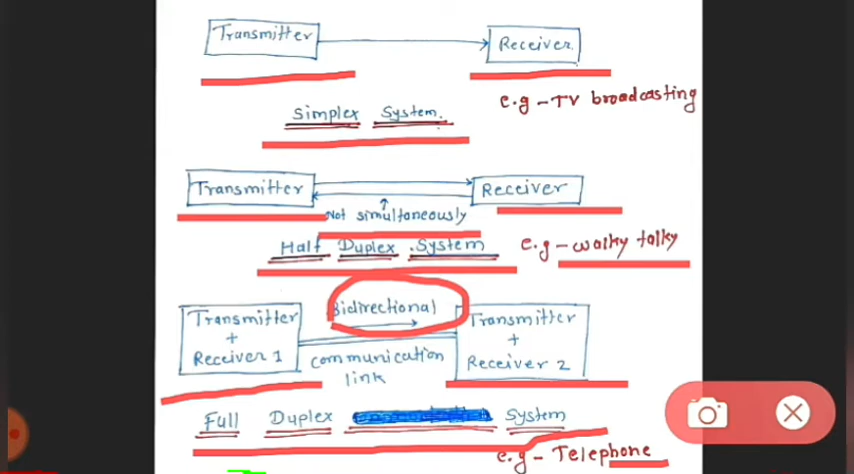 Transmitter
Receiver.
e.g - TV broadcasting
Simplex System.
Transmitter
Receiver
Not simultaneously
Half Duplex System
e.g - walky talky
Bidirectional
Transmitter
+
Receiver 1
Transmitter
+
Receiver 2
communication
link
Full Duplex System
e.g - Telephone